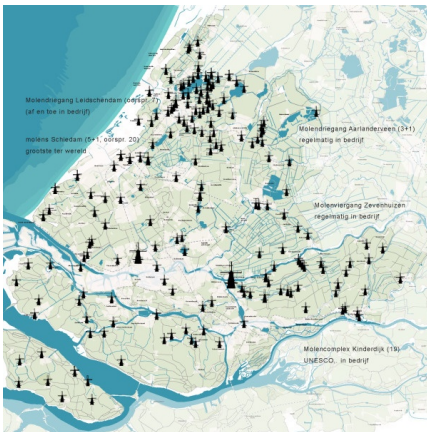 Molendriegang Leidschendam (oorspr. 7)
(af en toe in bedrijf)
molens Schiedam (5+1, oorspr. 20)
grootste ter wereld
Molendriegang Aarlanderveen (3+1)
regelmatig in bedrijf
Molenviergang Zevenhuizen
regelmatig in bedrijf
Molencomplex Kinderdijk (19)
UNESCO, in bedrijf